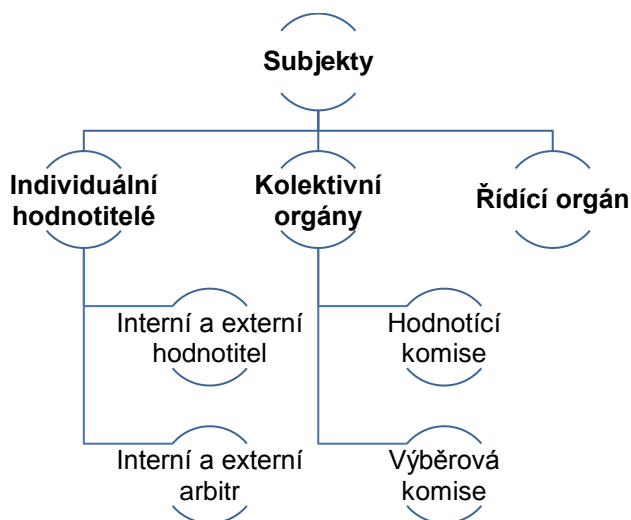 Subjekty
Individuální
hodnotitelé
Kolektivní
orgány
Řídící orgán
Interní a externí
hodnotitel
Hodnotící
komise
Interní a externí
arbitr
Výběrová
komise